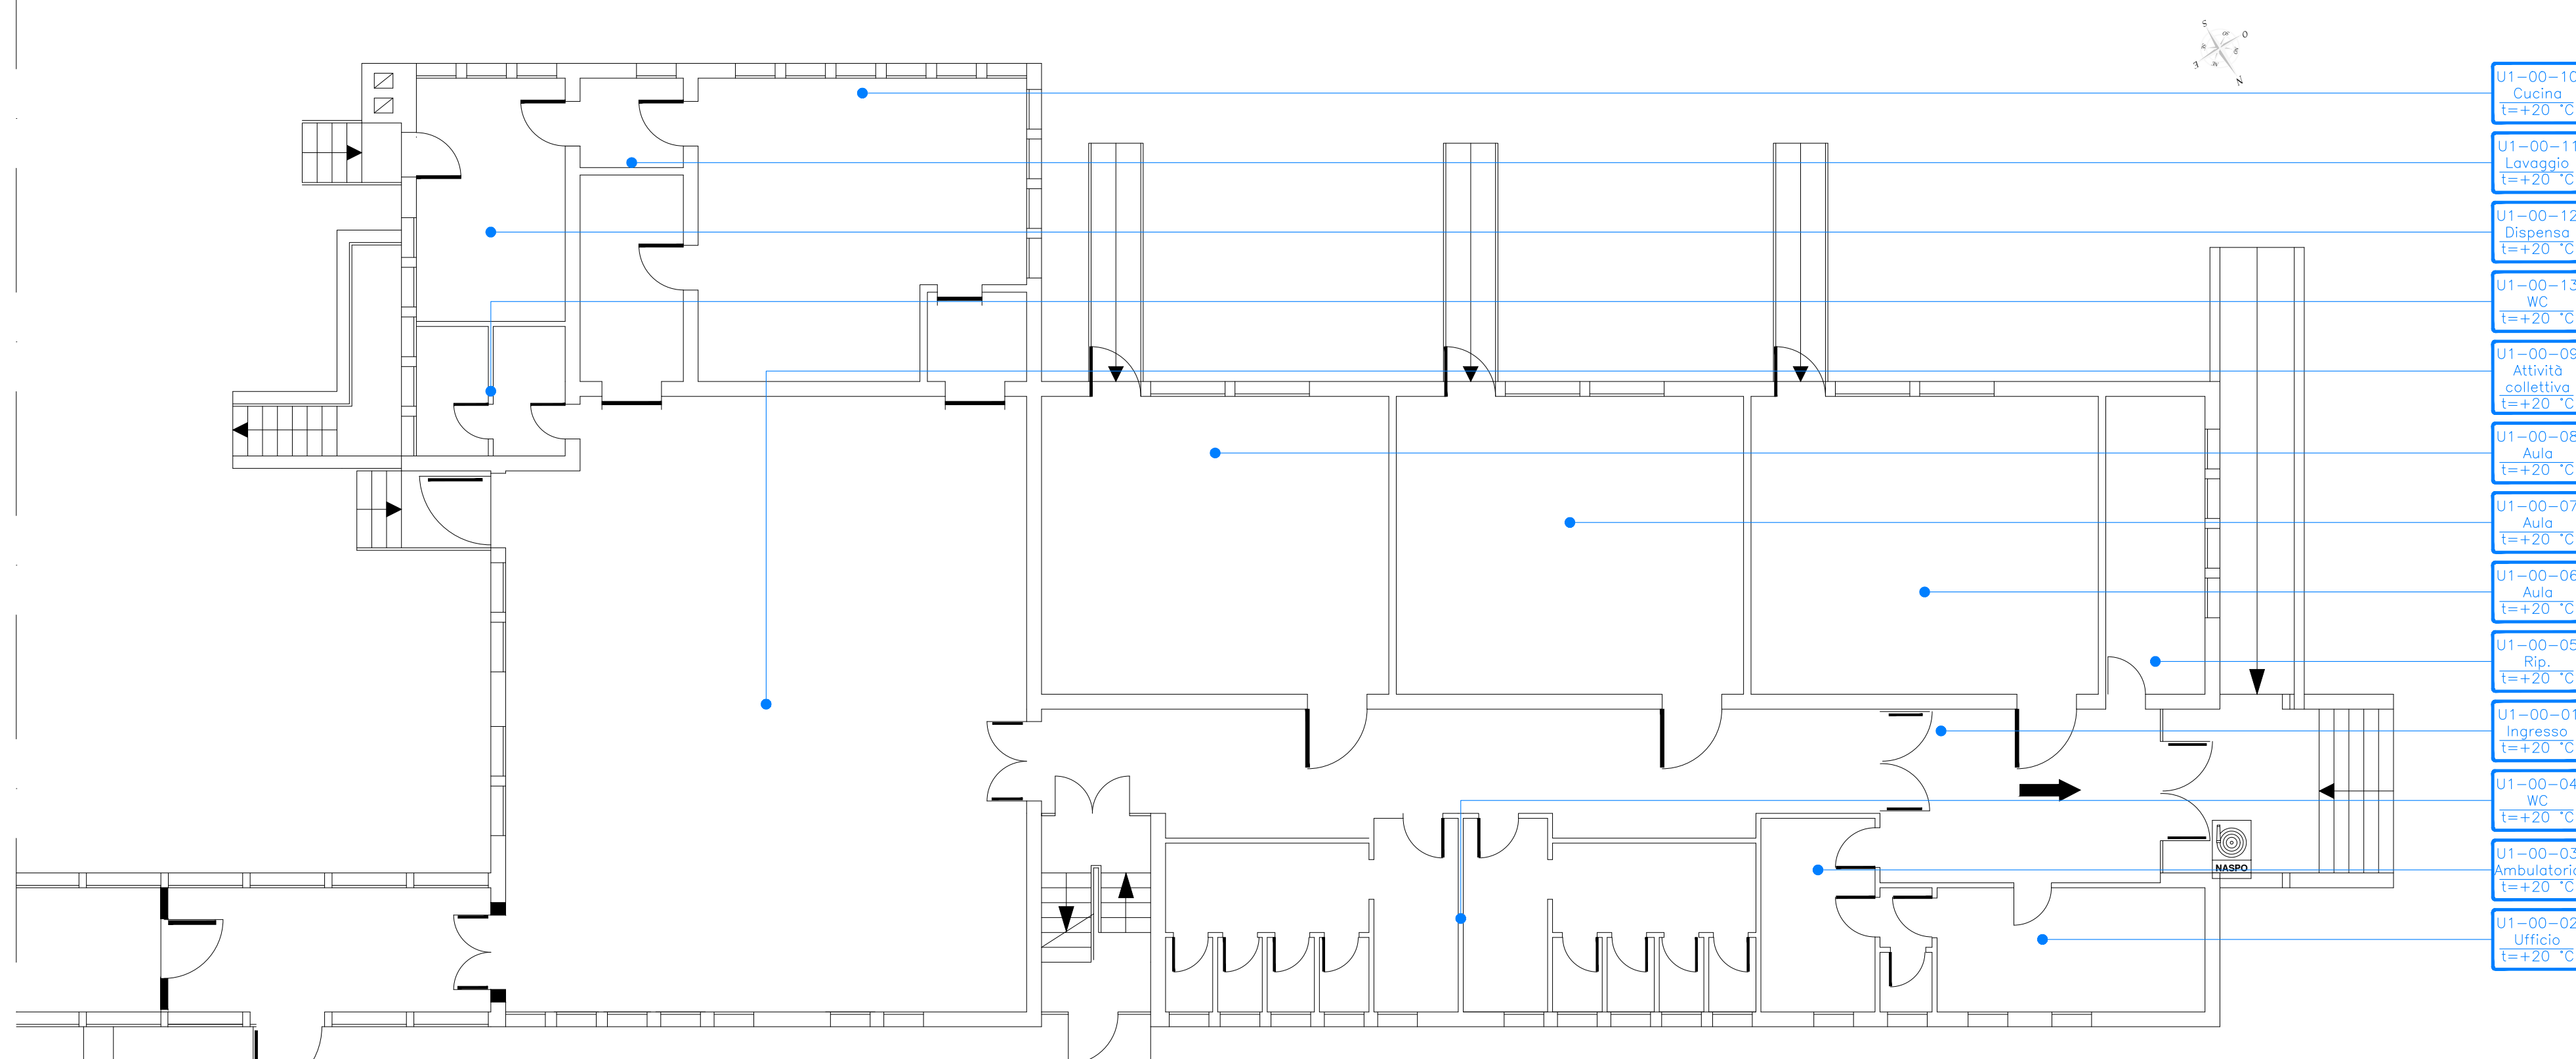 S
O
E
N
U1-00-10
Cucina
t=+20 °C
U1-00-11
Lavaggio
t=+20 °C
U1-00-12
Dispensa
t=+20 °C
U1-00-13
WC
t=+20 °C
U1-00-09
Attività
collettiva
t=+20 °C
U1-00-08
Aula
t=+20 °C
U1-00-07
Aula
t=+20 °C
U1-00-06
Aula
t=+20 °C
U1-00-05
Rip.
t=+20 °C
U1-00-01
Ingresso
t=+20 °C
U1-00-04
WC
t=+20 °C
NASPO
U1-00-03
Ambulatorio
t=+20 °C
U1-00-02
Ufficio
t=+20 °C